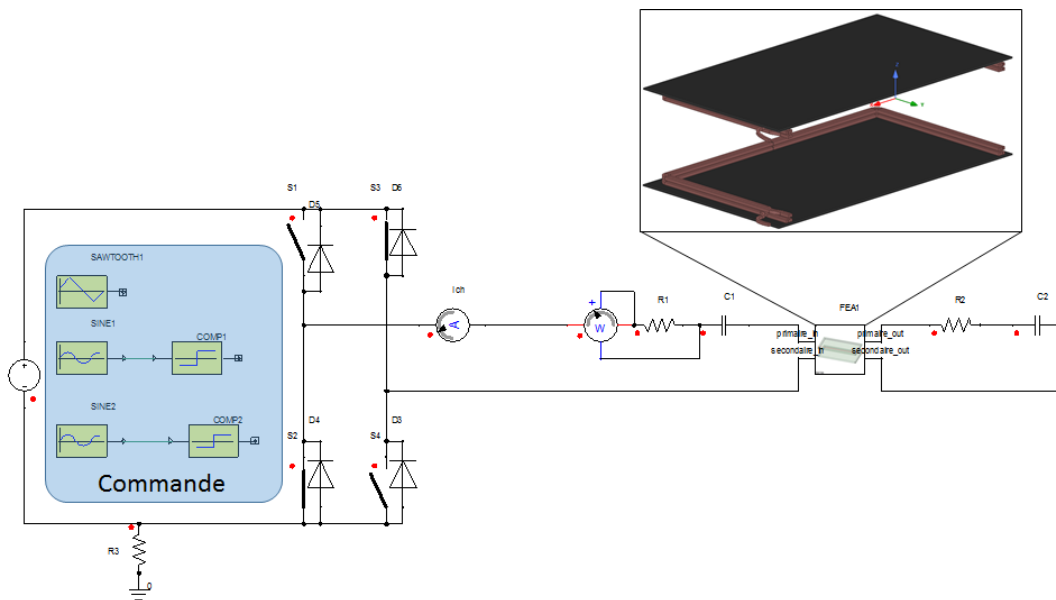 S1
S3
D6
D5
SAWTOOTH1
SINE1
COMP1
SINE2
COMP2
Commande
D4
S2
D3
S4
R3
0
Ich
A
+
W
R1
C1
FEA1
primaire_in
primaire_out
secondaire_in
secondaire_out
R2
C2
+
-
Z